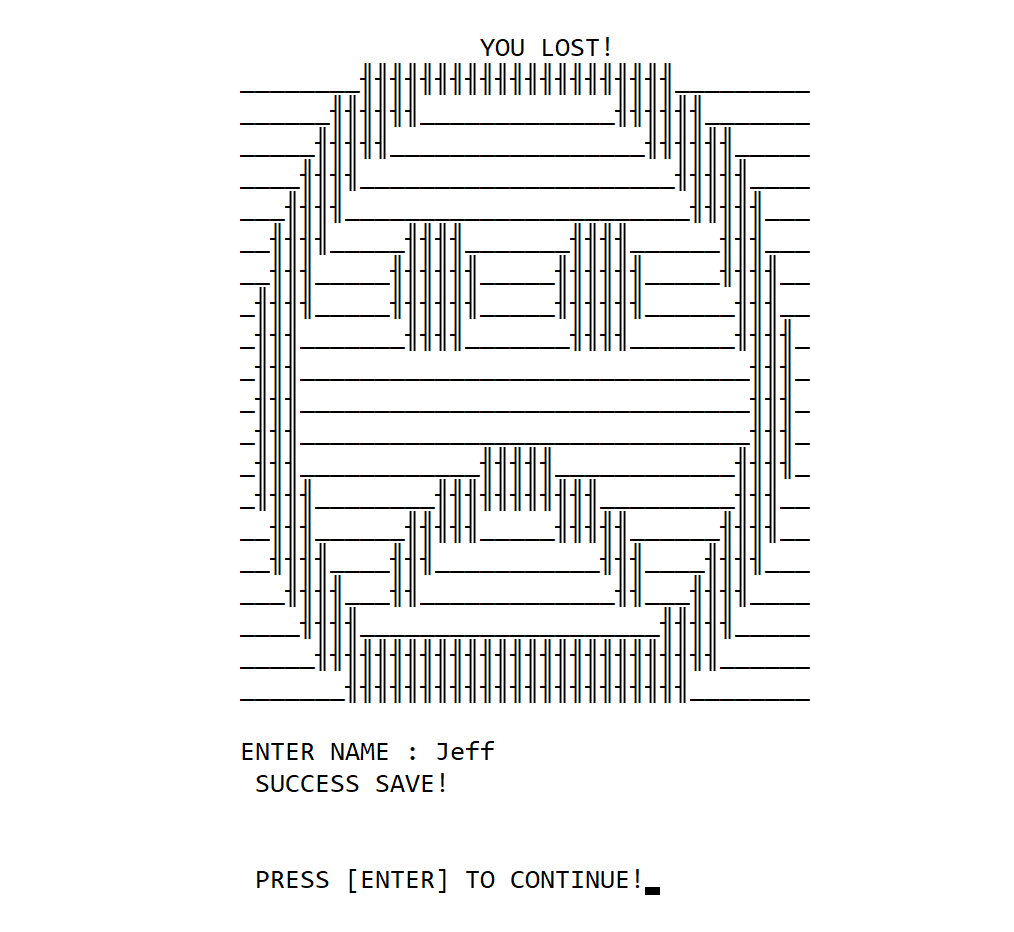 YOU LOST!
ENTER NAME : Jeff
SUCCESS SAVE!
PRESS [ENTER] TO CONTINUE!